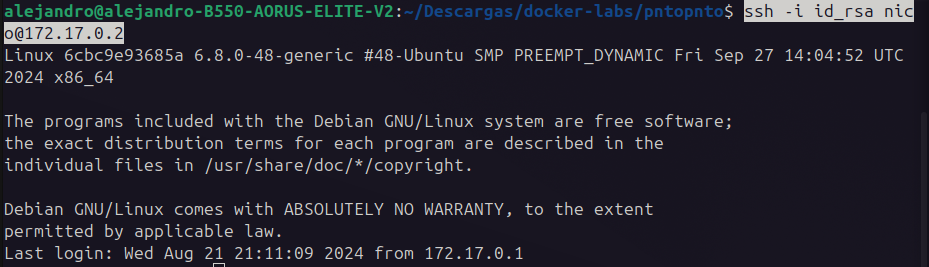 alejandro@alejandro-B550-AORUS-ELITE-V2:~/Descargas/docker-labs/pntopnto$ ssh -i id_rsa nic
o@172.17.0.2
Linux 6cbc9e93685a 6.8.0-48-generic #48-Ubuntu SMP PREEMPT_DYNAMIC Fri Sep 27 14:04:52 UTC
2024 x86_64
The programs included with the Debian GNU/Linux system are free software;
the exact distribution terms for each program are described in the
individual files in /usr/share/doc/*/copyright.
Debian GNU/Linux comes with ABSOLUTELY NO WARRANTY, to the extent
permitted by applicable law.
Last login: Wed Aug 21 21:11:09 2024 from 172.17.0.1